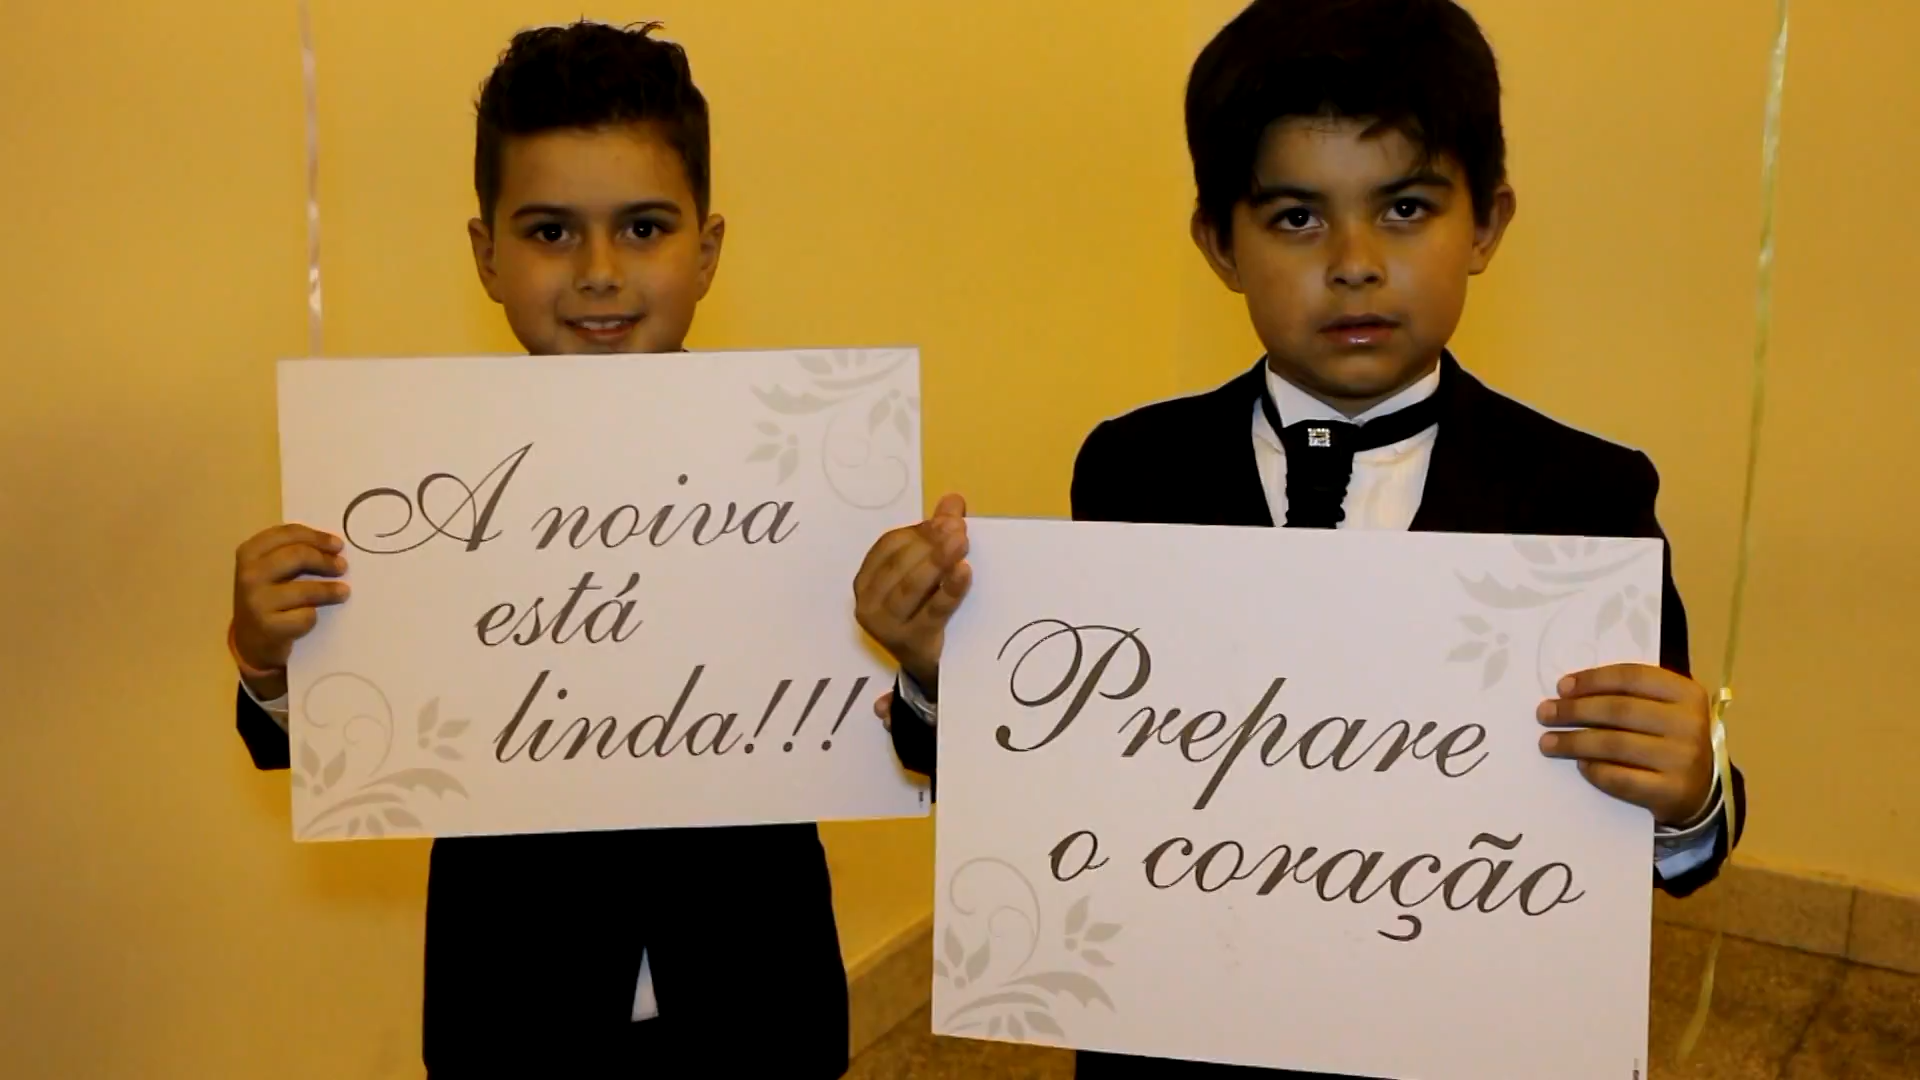 A noiva
está
linda!!!
Prepare
o coração